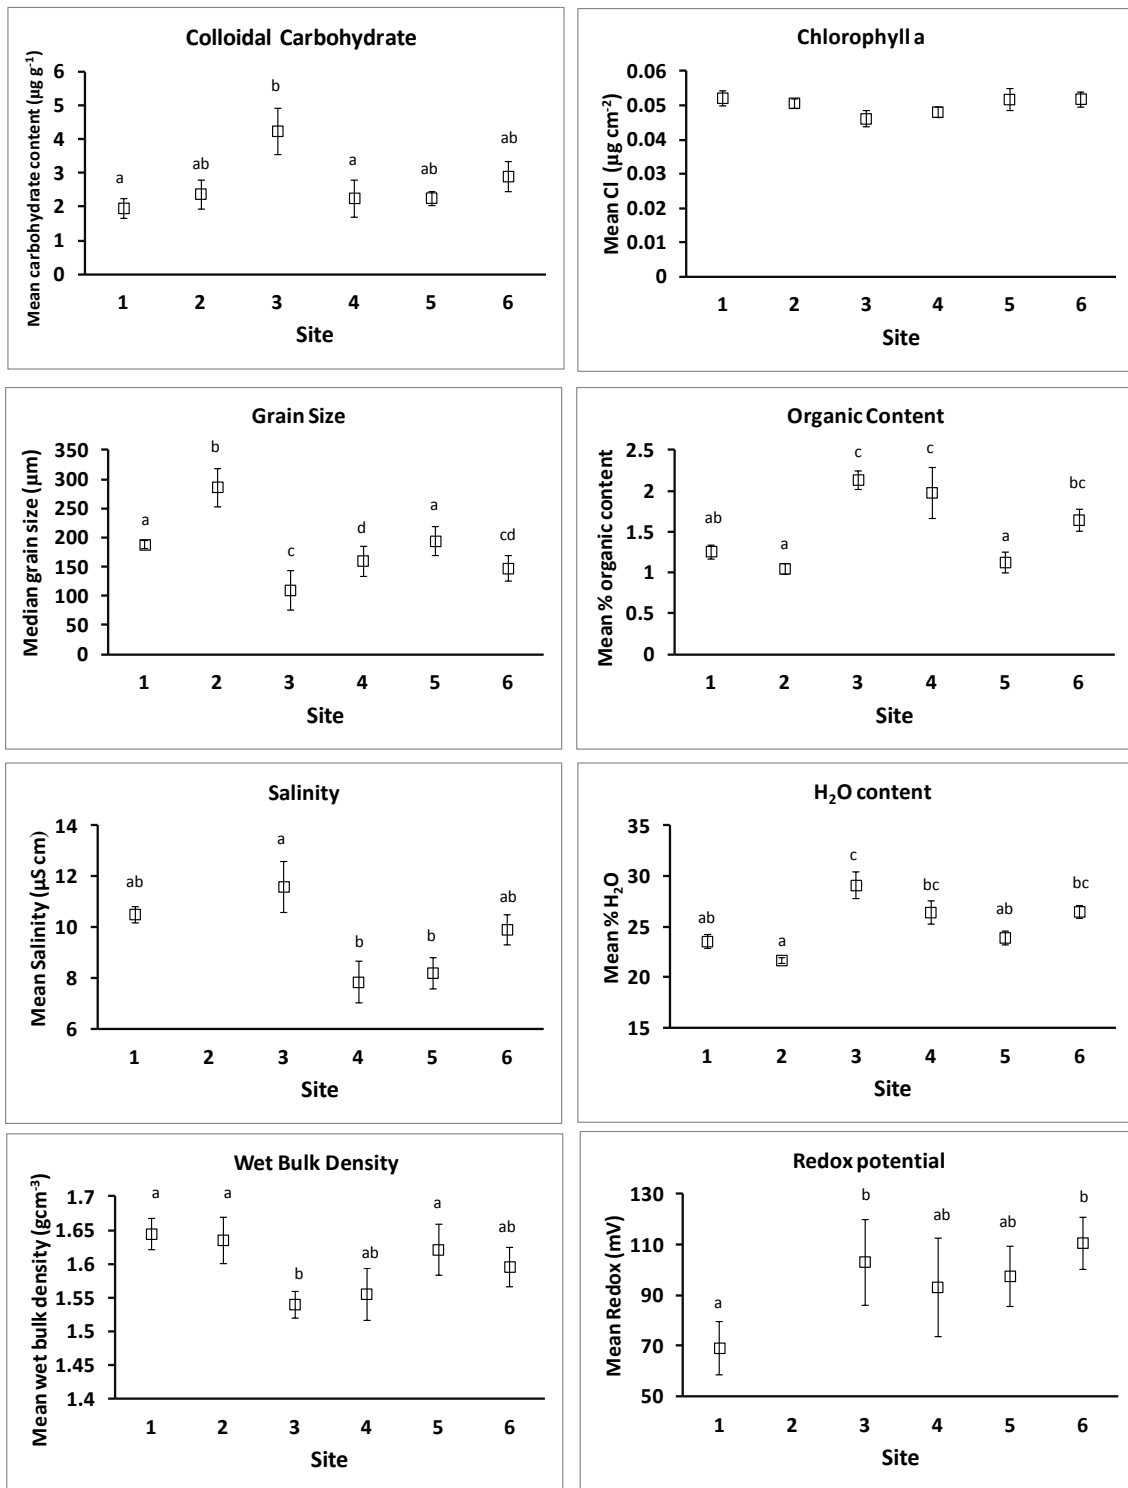 Colloidal Carbohydrate
Mean carbohydrate content (µg g-1)
6
5
4
3
2
1
0
a
ab
b
a
ab
ab
1 2 3 4 5 6
Site
Chlorophyll a
Mean Cl (µg cm-2)
0.06
0.05
0.04
0.03
0.02
0.01
0
1 2 3 4 5 6
Site
Grain Size
Median grain size (µm)
350
300
250
200
150
100
50
0
a
b
c
d
a
cd
1 2 3 4 5 6
Site
Organic Content
Mean % organic content
2.5
2
1.5
1
0.5
0
ab
a
c
c
a
bc
1 2 3 4 5 6
Site
Salinity
Mean Salinity (µS cm)
14
12
10
8
6
ab
a
b
b
ab
1 2 3 4 5 6
Site
H2O content
Mean % H2O
35
30
25
20
15
ab
a
c
bc
ab
bc
1 2 3 4 5 6
Site
Wet Bulk Density
Mean wet bulk density (gcm-3)
1.7
1.65
1.6
1.55
1.5
1.45
1.4
a
a
b
ab
a
ab
1 2 3 4 5 6
Site
Redox potential
Mean Redox (mV)
130
110
90
70
50
a
b
ab
ab
b
1 2 3 4 5 6
Site